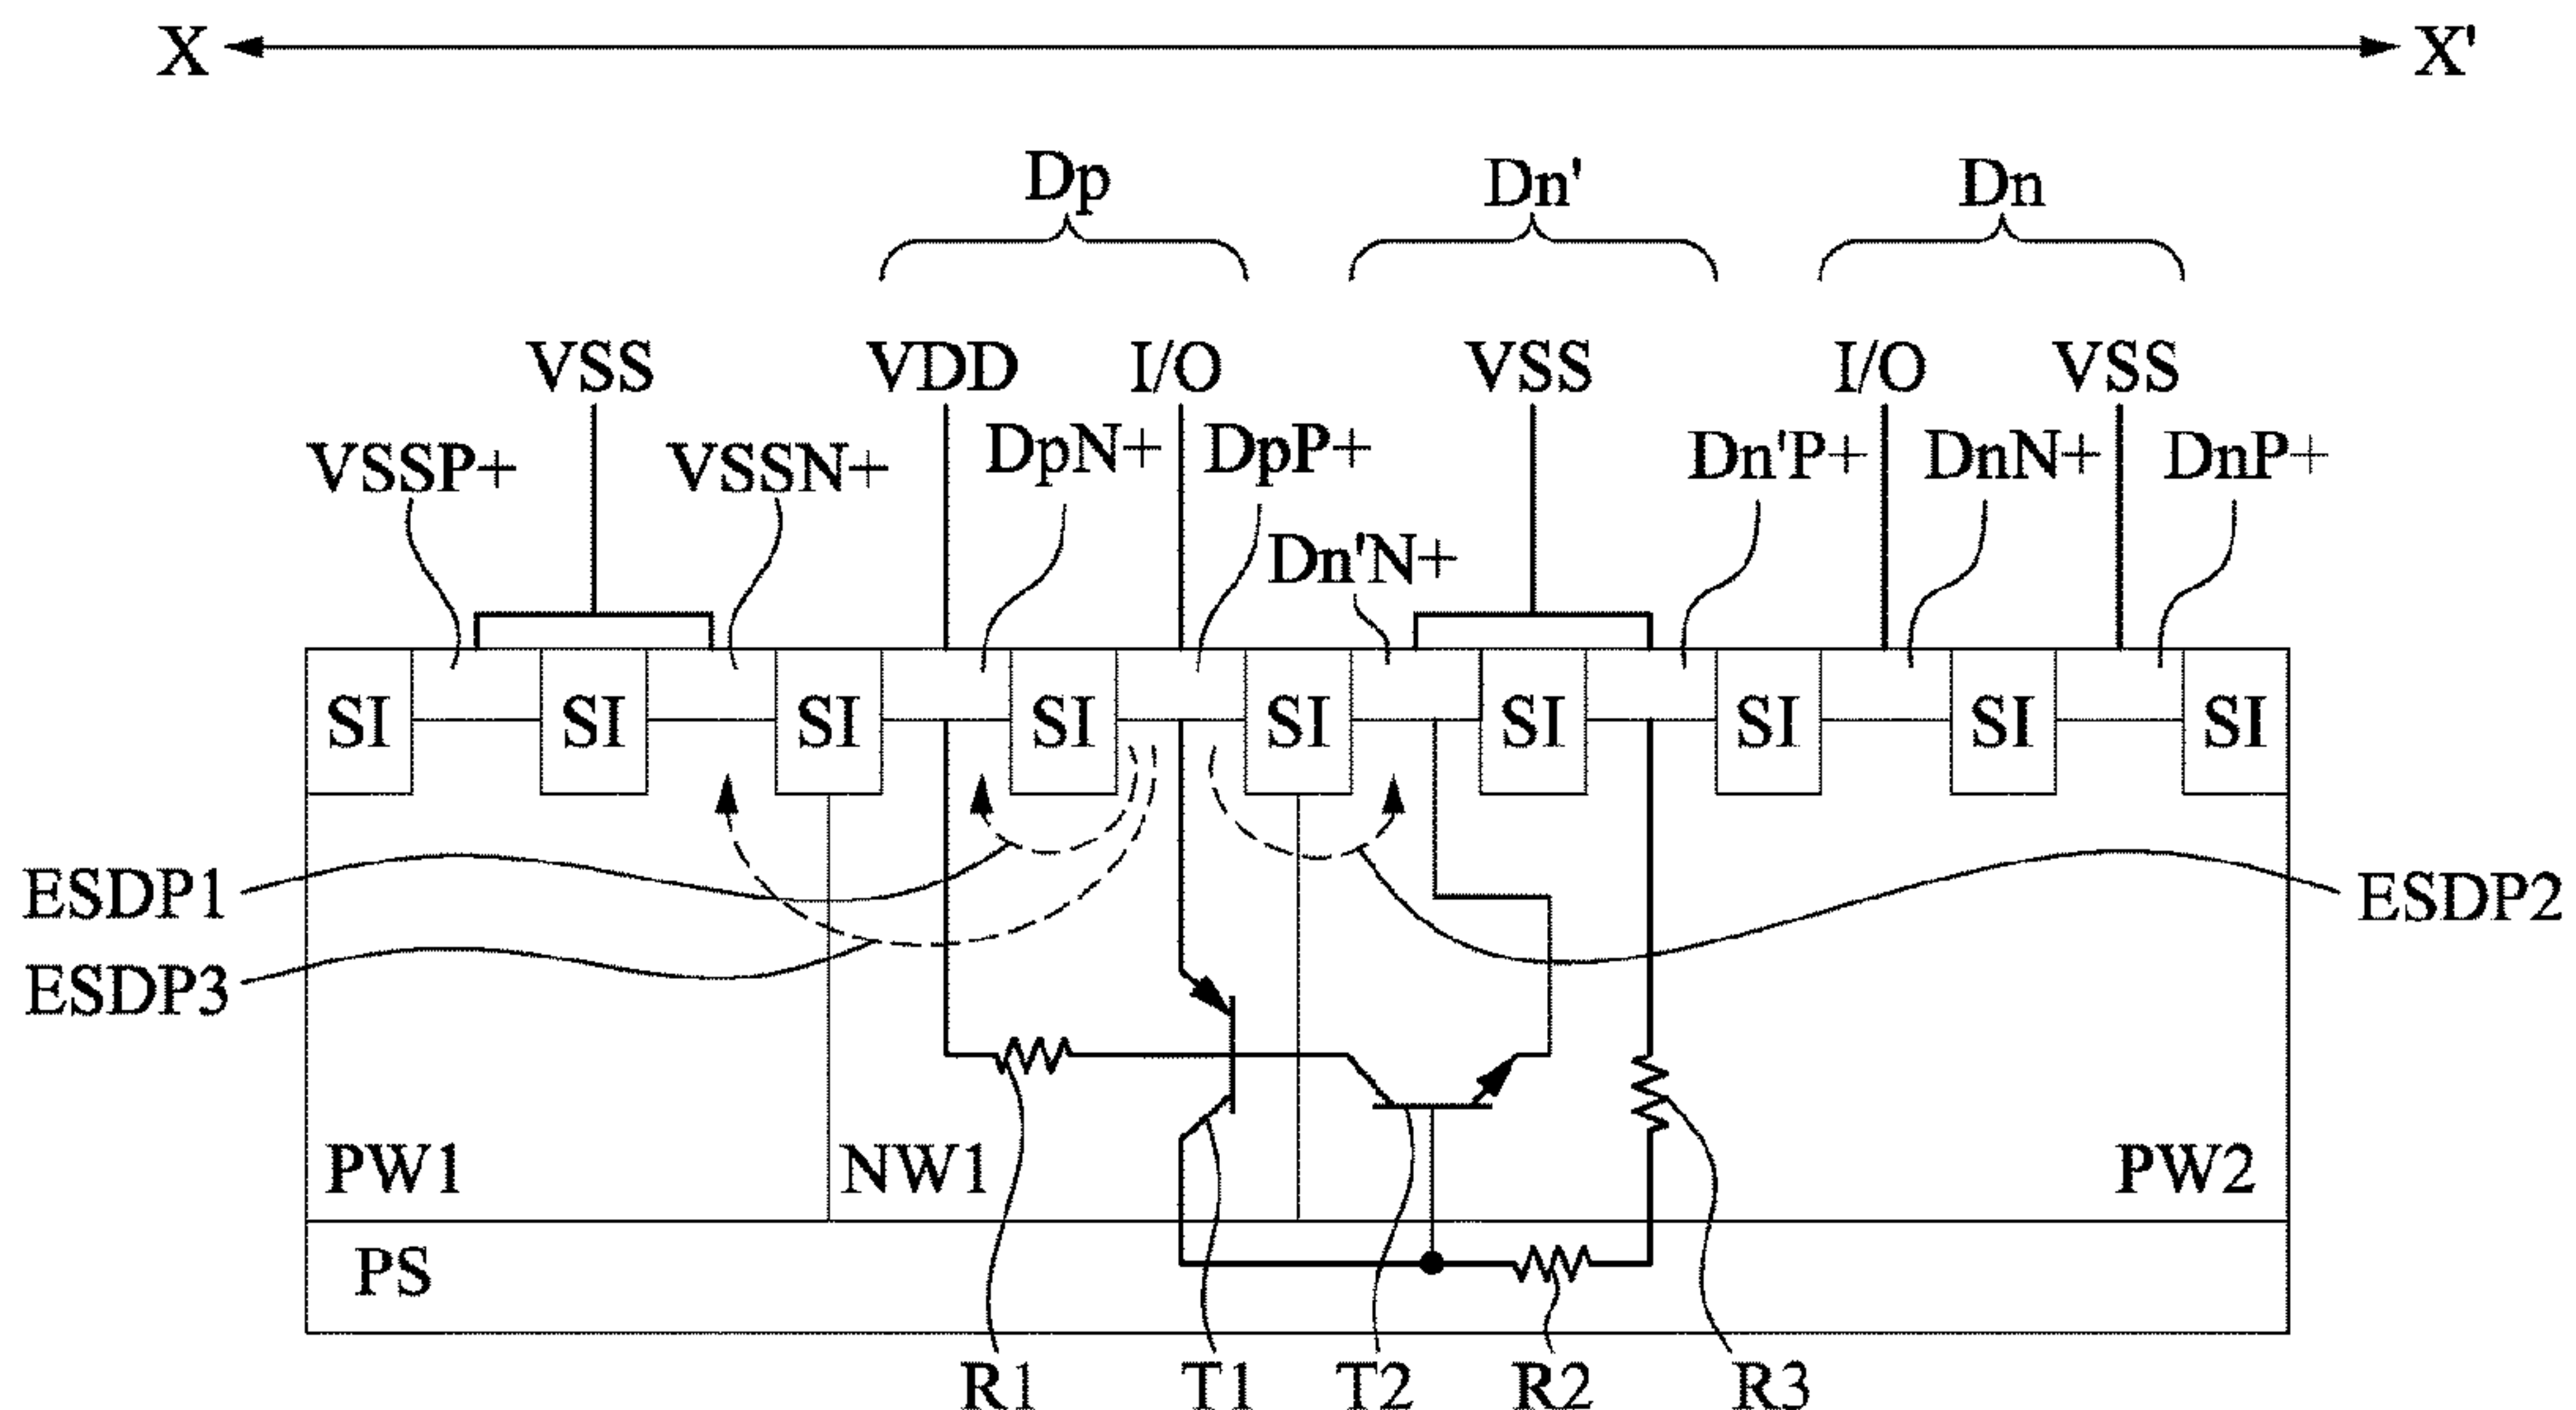 X X'
Dp Dn' Dn
VSS VDD I/O VSS I/O VSS
VSSP+ VSSN+ DpN+ DpP+ Dn'P+ DnN+ DnP+
Dn'N+
SI SI SI SI SI SI SI SI SI
ESDP1 ESDP2
ESDP3
PW1 NW1 PW2
PS
R1 T1 T2 R2 R3